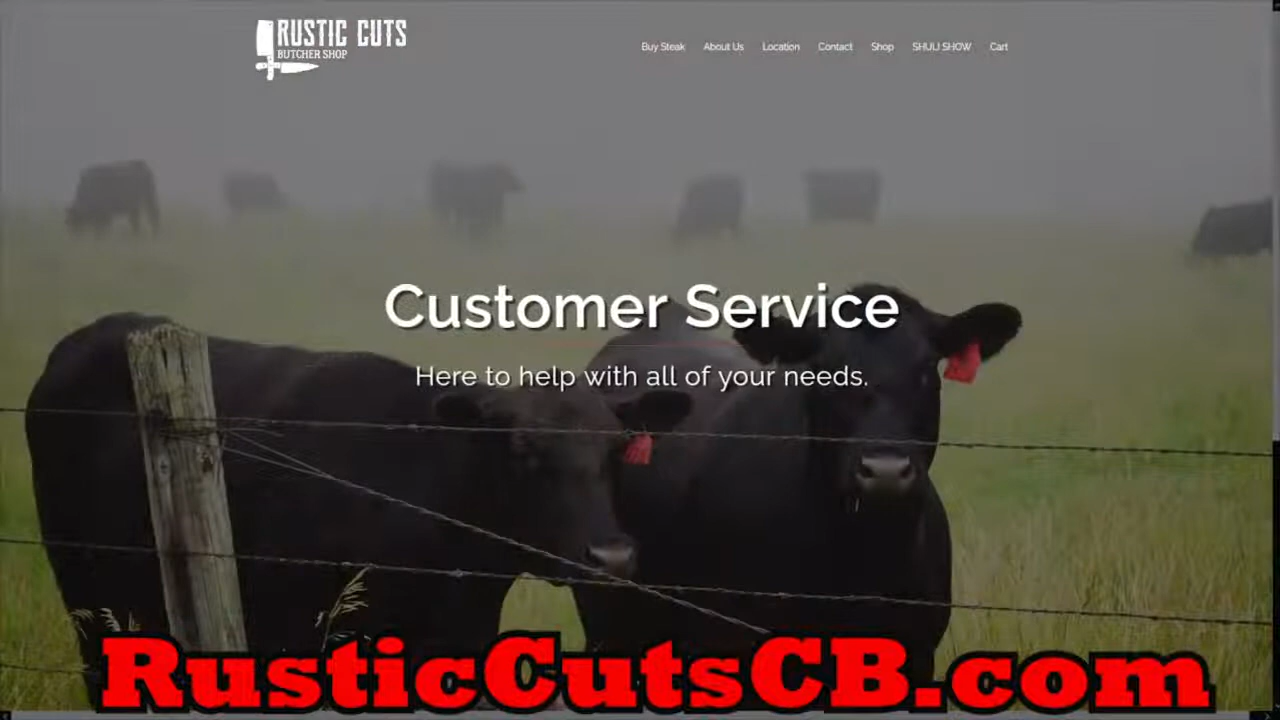 RUSTIC CUTS
BUTCHER SHOP
Buy Steak About Us Location Contact Shop SHULI SHOW Cart
Customer Service
Here to help with all of your needs.
RusticCutsCB.com